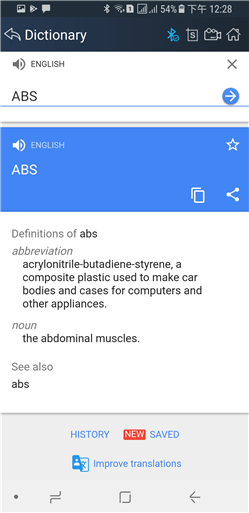 54% 下午 12:28
Dictionary
ENGLISH
ABS
ENGLISH
ABS
Definitions of abs
abbreviation
acrylonitrile-butadiene-styrene, a
composite plastic used to make car
bodies and cases for computers and
other appliances.
noun
the abdominal muscles.
See also
abs
HISTORY NEW SAVED
Improve translations